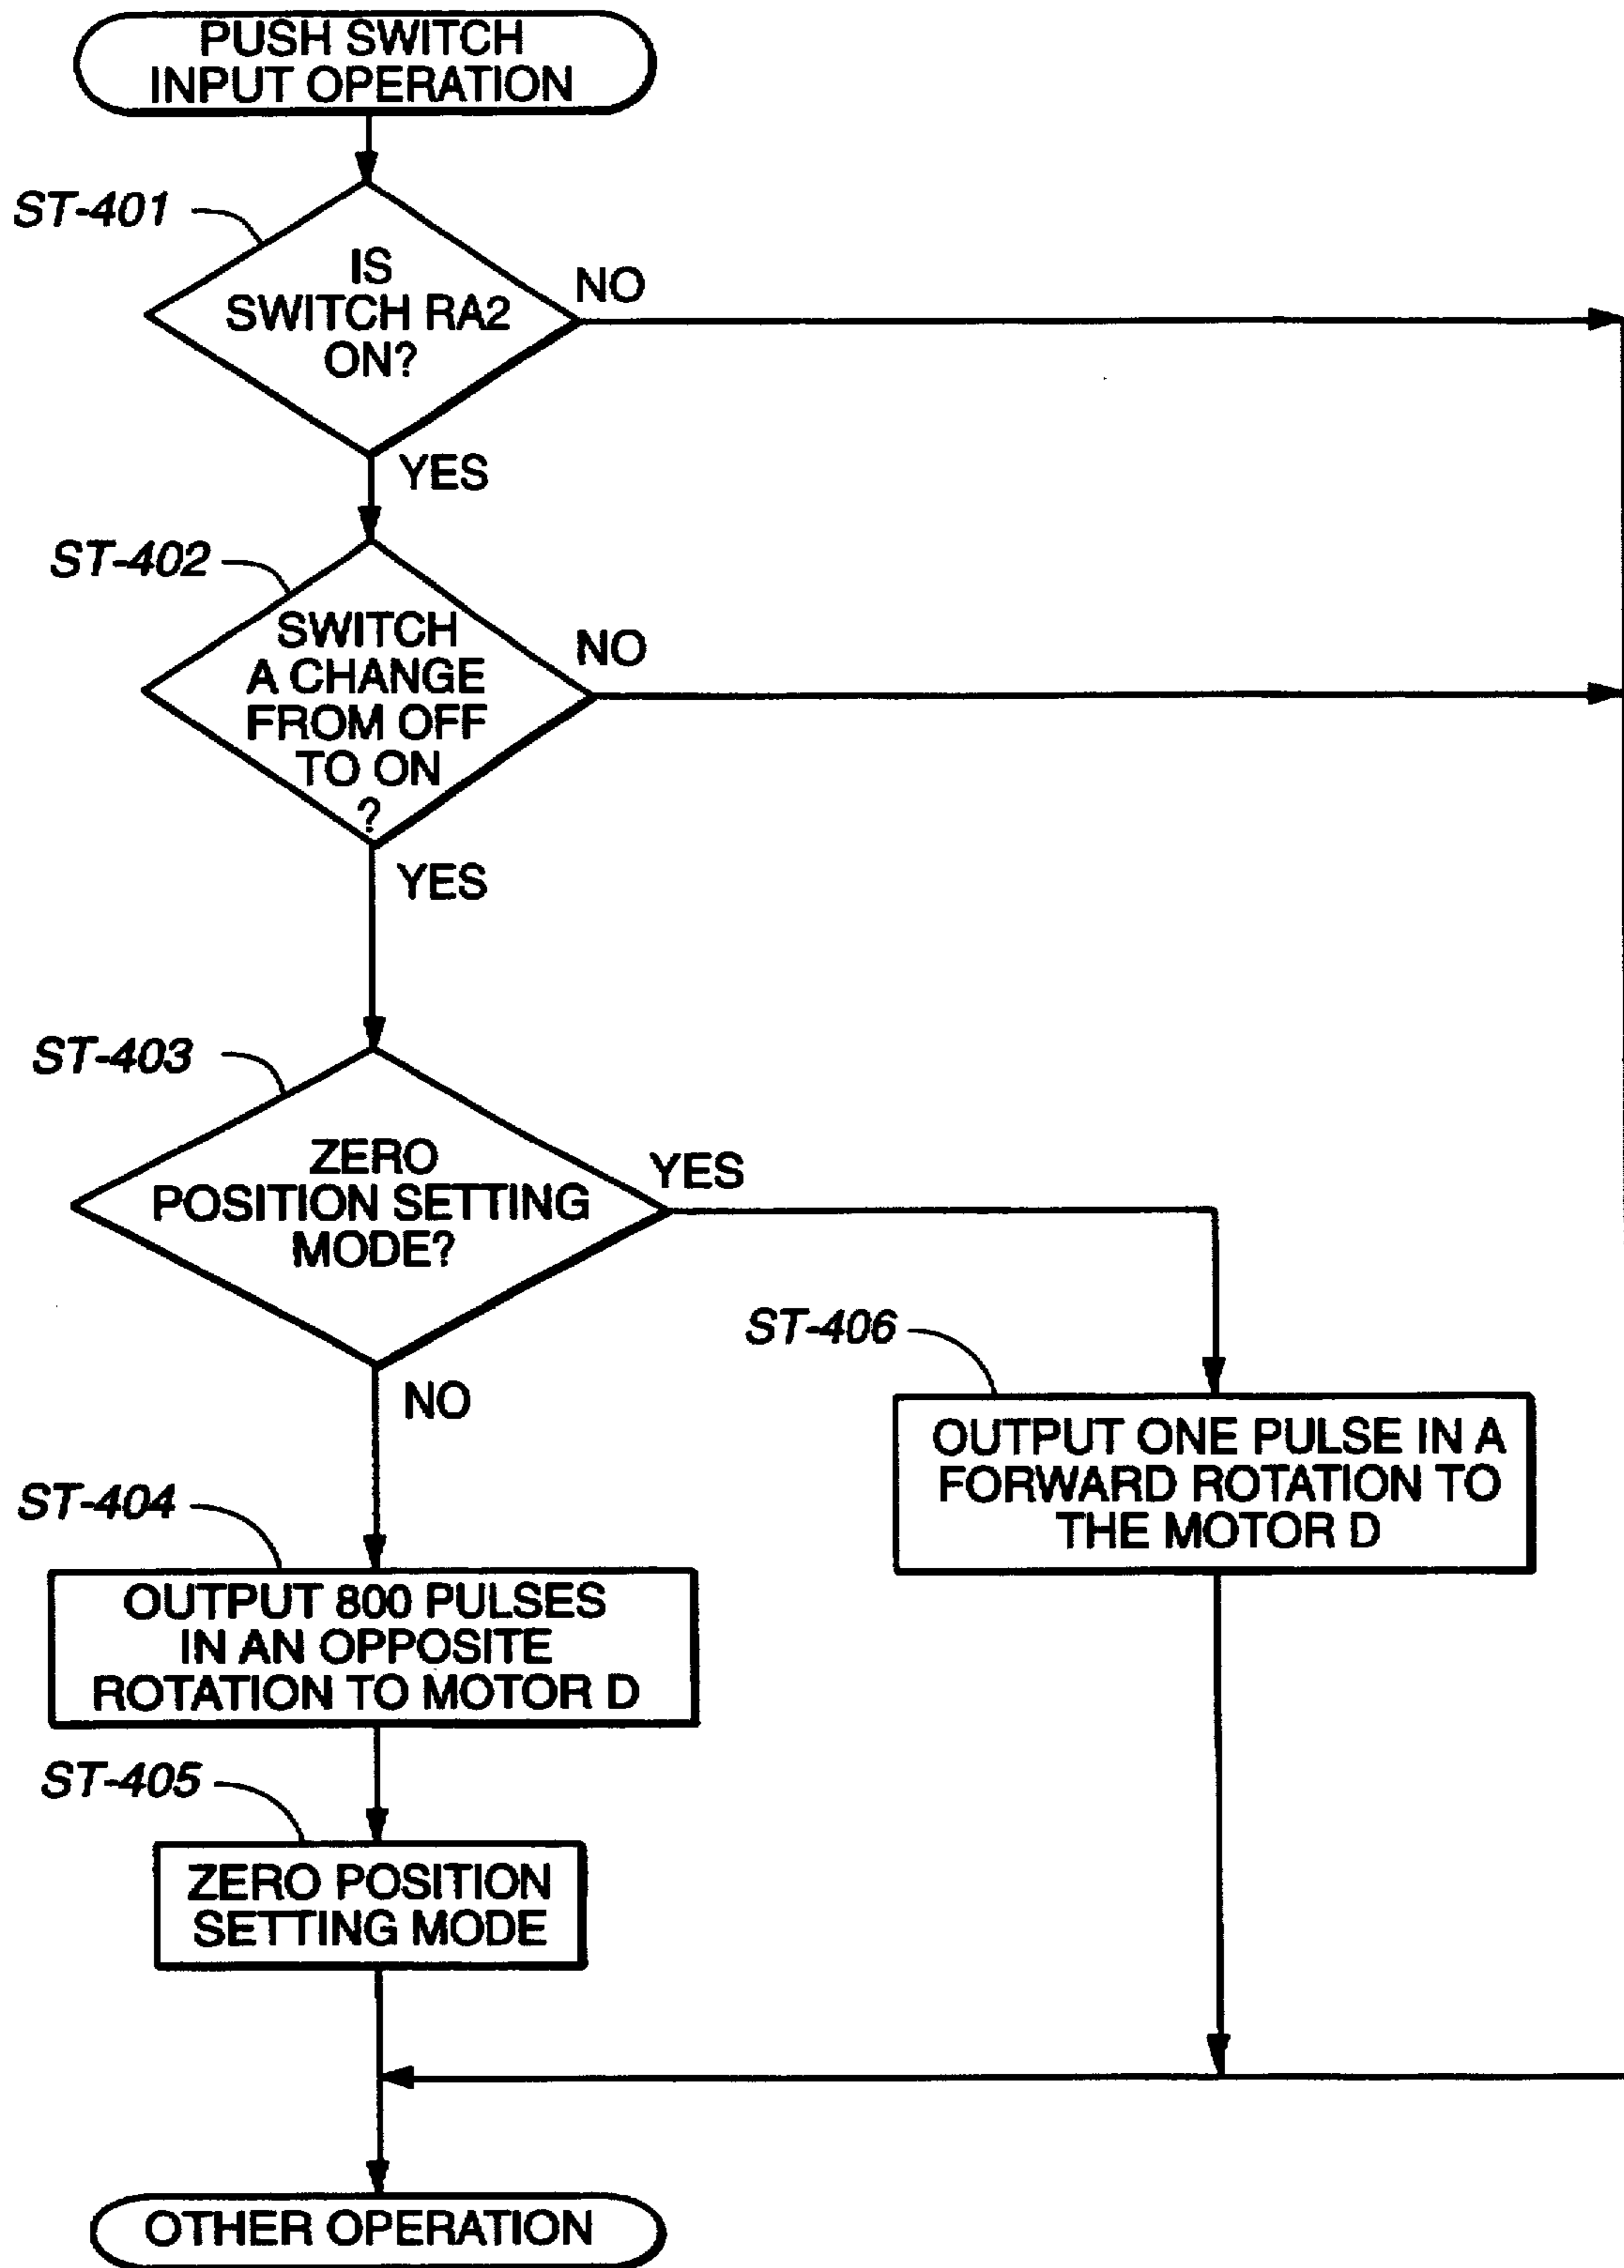 PUSH SWITCH
INPUT OPERATION
ST-401
IS
SWITCH RA2
ON?
NO
YES
ST-402
SWITCH
A CHANGE
FROM OFF
TO ON
?
NO
YES
ST-403
ZERO
POSITION SETTING
MODE?
YES
NO
ST-406
OUTPUT ONE PULSE IN A
FORWARD ROTATION TO
THE MOTOR D
ST-404
OUTPUT 800 PULSES
IN AN OPPOSITE
ROTATION TO MOTOR D
ST-405
ZERO POSITION
SETTING MODE
OTHER OPERATION